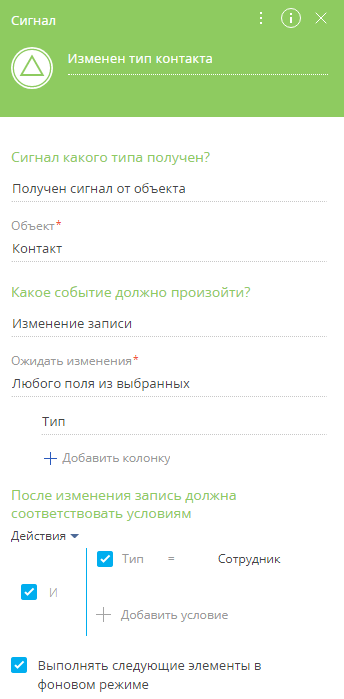 Сигнал
Изменен тип контакта
Сигнал какого типа получен?
Получен сигнал от объекта
Объект*
Контакт
Какое событие должно произойти?
Изменение записи
Ожидать изменения*
Любого поля из выбранных
Тип
+ Добавить колонку
После изменения запись должна
соответствовать условиям
Действия
Тип = Сотрудник
И
+ Добавить условие
Выполнять следующие элементы в
фоновом режиме